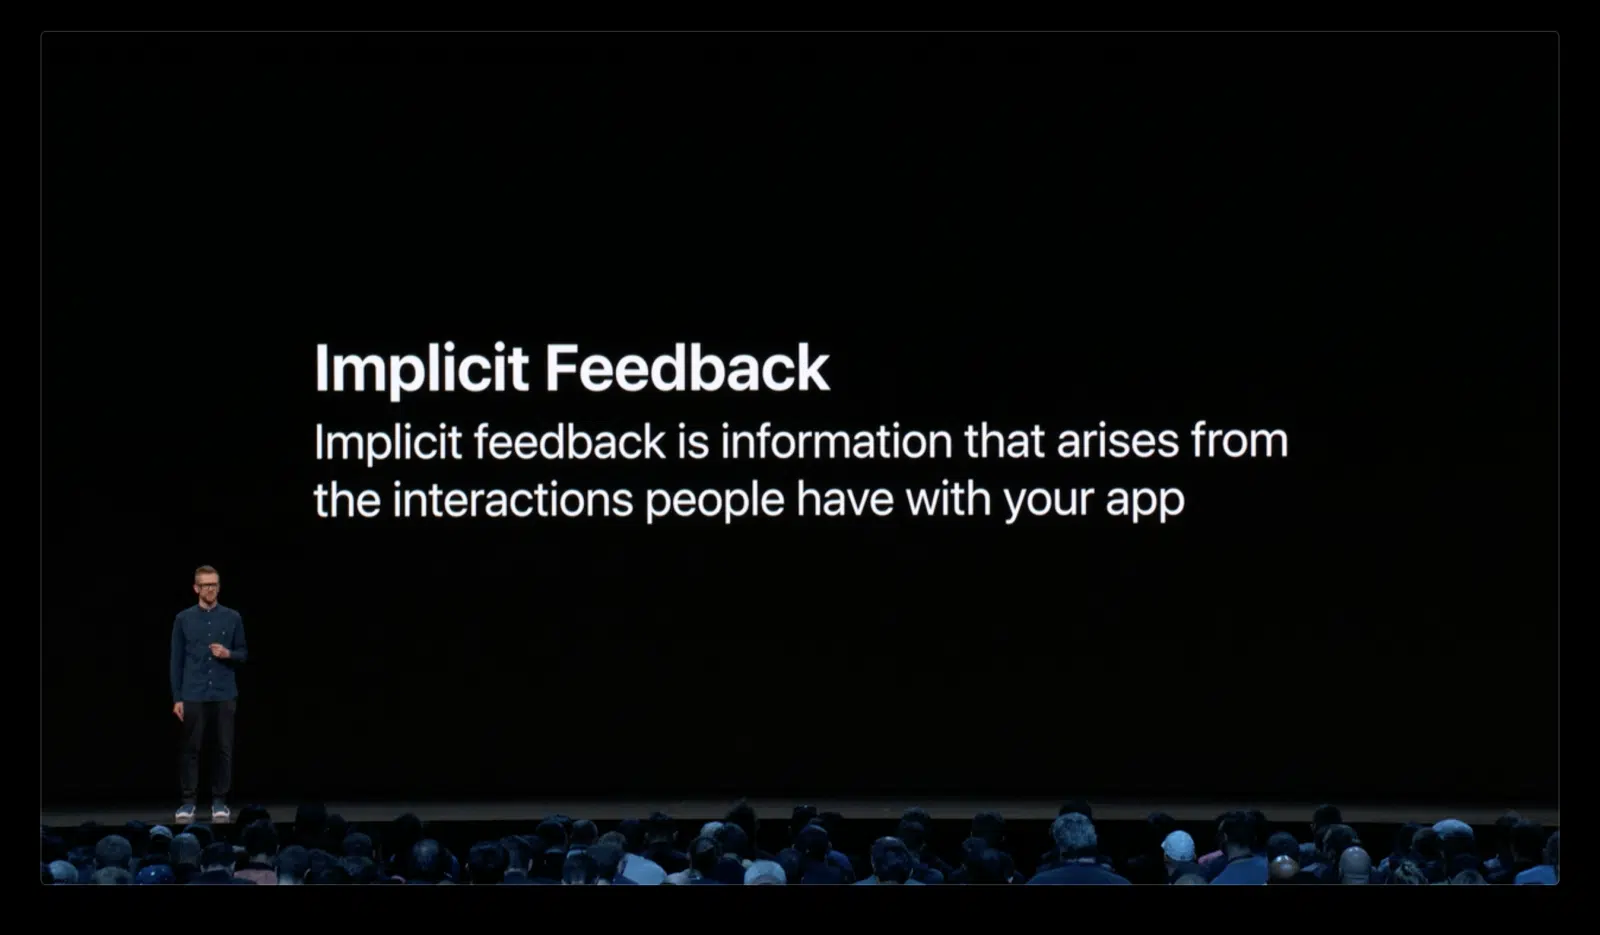 Implicit Feedback
Implicit feedback is information that arises from
the interactions people have with your app